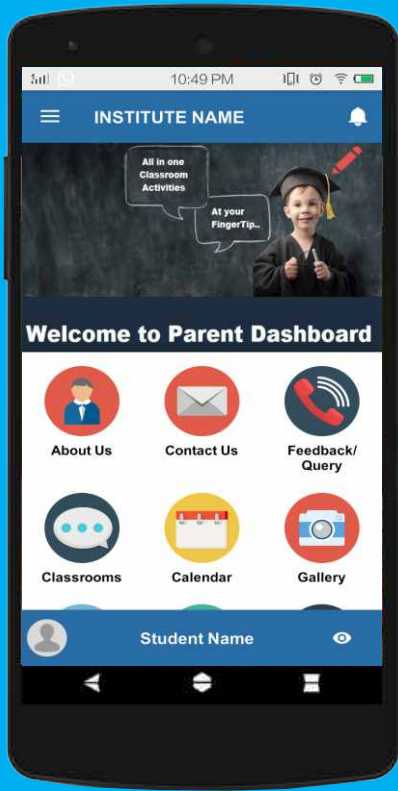 10:49 PM
INSTITUTE NAME
All in one
Classroom
Activities
At your
FingerTip..
Welcome to Parent Dashboard
About Us
Contact Us
Feedback/
Query
Classrooms
Calendar
Gallery
Student Name